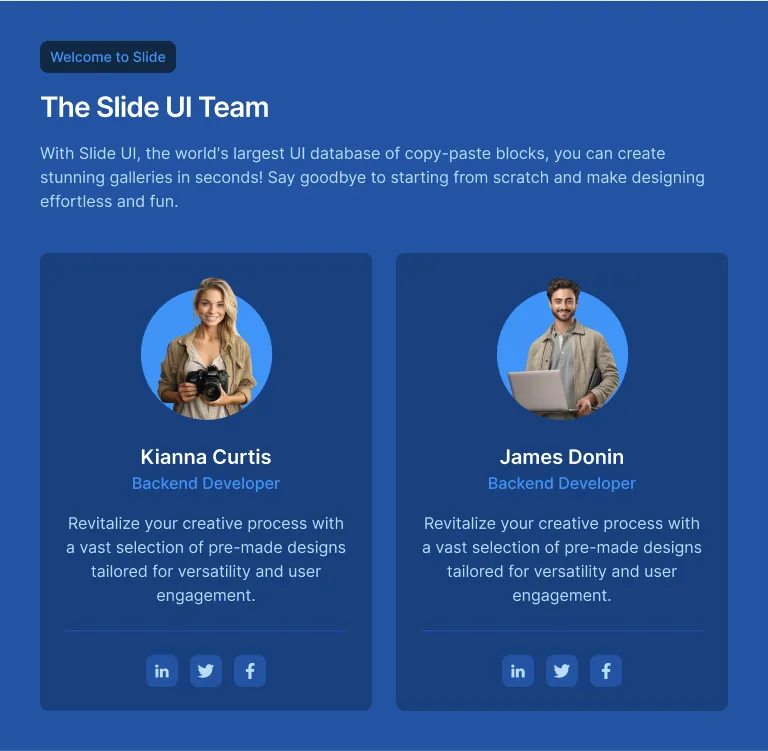 Welcome to Slide
The Slide UI Team
With Slide UI, the world's largest UI database of copy-paste blocks, you can create
stunning galleries in seconds! Say goodbye to starting from scratch and make designing
effortless and fun.
Kianna Curtis
Backend Developer
Revitalize your creative process with
a vast selection of pre-made designs
tailored for versatility and user
engagement.
in
f
James Donin
Backend Developer
Revitalize your creative process with
a vast selection of pre-made designs
tailored for versatility and user
engagement.
in
f